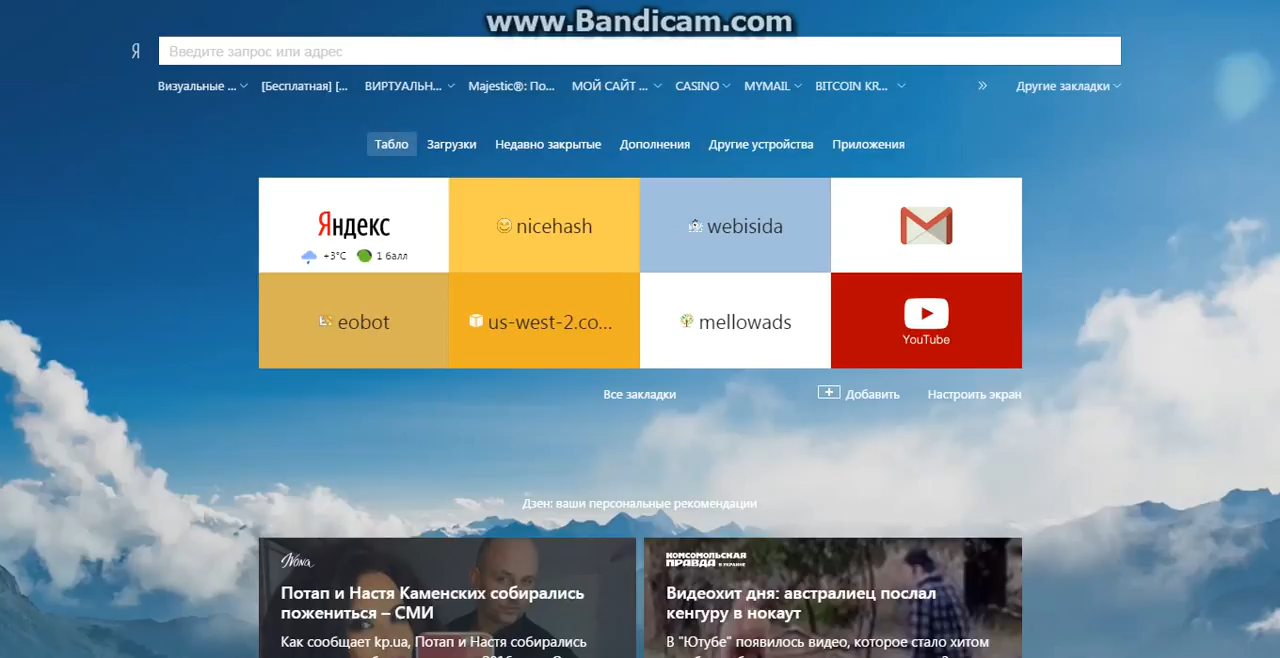 www.Bandicam.com
Я Введите запрос или адрес
Визуальные ... [Бесплатная] [... ВИРТУАЛЬН... Majestic®: По... МОЙ САЙТ ... CASINO MYMAIL BITCOIN KR... » Другие закладки
Табло Загрузки Недавно закрытые Дополнения Другие устройства Приложения
Яндекс
+3°C 1 балл
nicehash
webisida
eobot
us-west-2.co...
mellowads
YouTube
Все закладки Добавить Настроить экран
Дзен: ваши персональные рекомендации
Потап и Настя Каменских собирались
пожениться – СМИ
Как сообщает kp.ua, Потап и Настя собирались
КОМСОМОЛЬСКАЯ
ПРАВДА В УКРАИНЕ
Видеохит дня: австралиец послал
кенгуру в нокаут
В "Ютубе" появилось видео, которое стало хитом